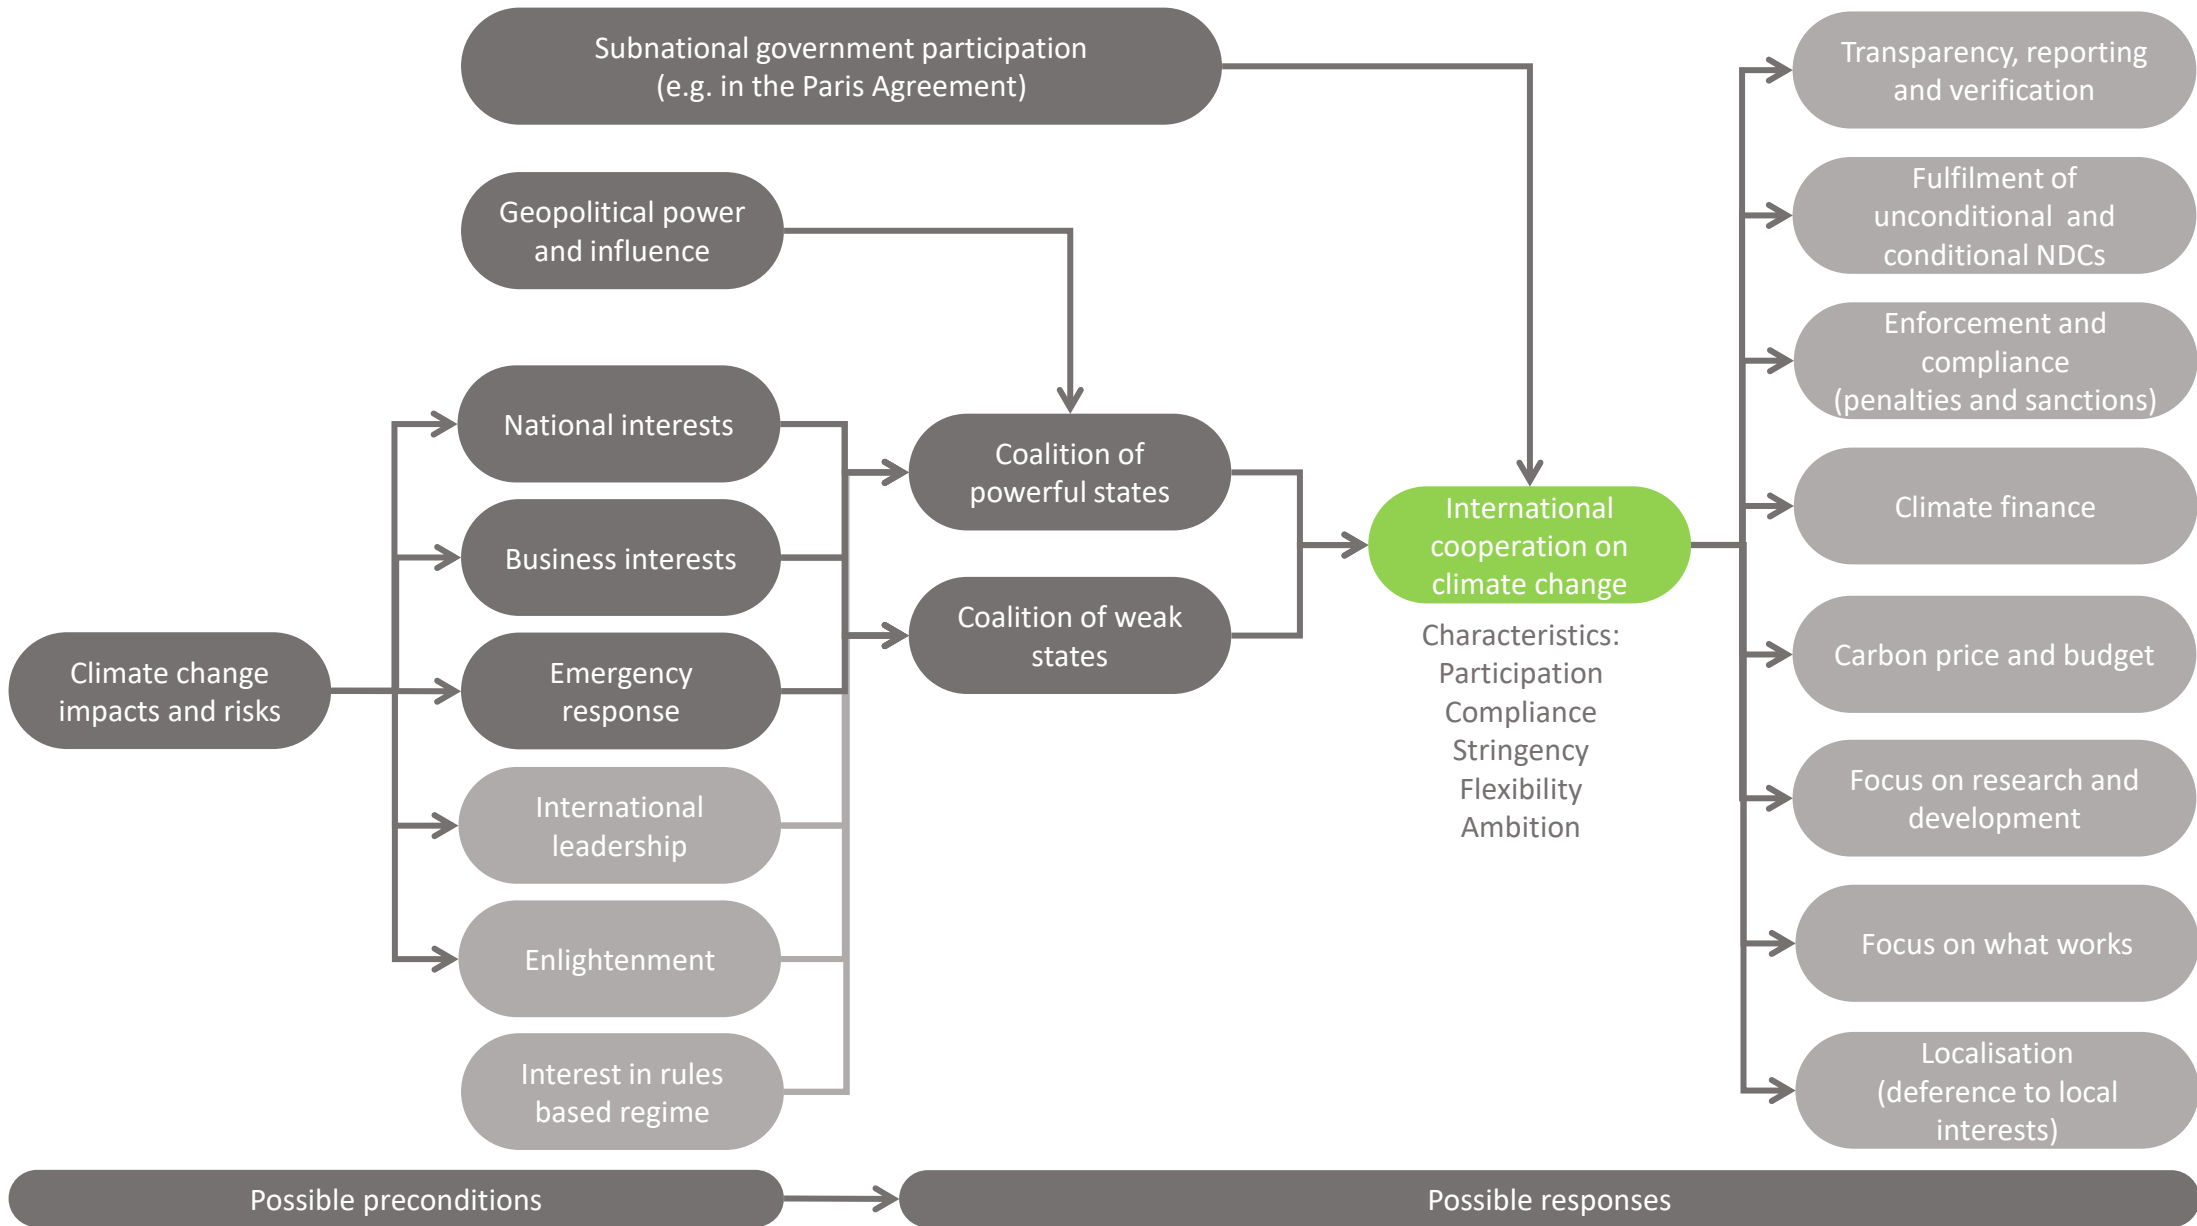 Subnational government participation
(e.g. in the Paris Agreement)
Geopolitical power
and influence
Climate change
impacts and risks
National interests
Business interests
Emergency
response
International
leadership
Enlightenment
Interest in rules
based regime
Coalition of
powerful states
Coalition of weak
states
International
cooperation on
climate change
Characteristics:
Participation
Compliance
Stringency
Flexibility
Ambition
Transparency, reporting
and verification
Fulfilment of
unconditional and
conditional NDCs
Enforcement and
compliance
(penalties and sanctions)
Climate finance
Carbon price and budget
Focus on research and
development
Focus on what works
Localisation
(deference to local
interests)
Possible preconditions
Possible responses